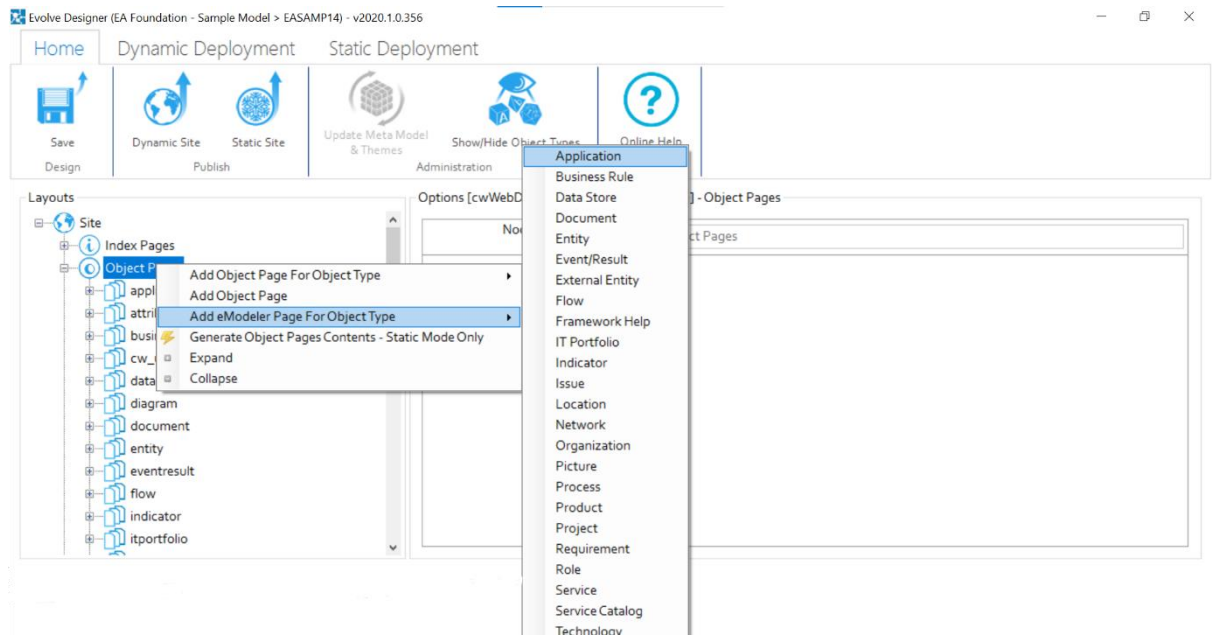 Evolve Designer (EA Foundation - Sample Model > EASAMP14) - v2020.1.0.356
Home Dynamic Deployment Static Deployment
Save
Dynamic Site
Static Site
Update Meta Model
& Themes
Show/Hide Object Types
Online Help
Design
Publish
Administration
Layouts
Site
Index Pages
Object P
appl
attri
busi
cw_
data
diagram
document
entity
eventresult
flow
indicator
itportfolio
Add Object Page For Object Type
Add Object Page
Add eModeler Page For Object Type
Generate Object Pages Contents - Static Mode Only
Expand
Collapse
Options [cwWebD
] - Object Pages
ct Pages
Application
Business Rule
Data Store
Document
Entity
Event/Result
External Entity
Flow
Framework Help
IT Portfolio
Indicator
Issue
Location
Network
Organization
Picture
Process
Product
Project
Requirement
Role
Service
Service Catalog
Technology